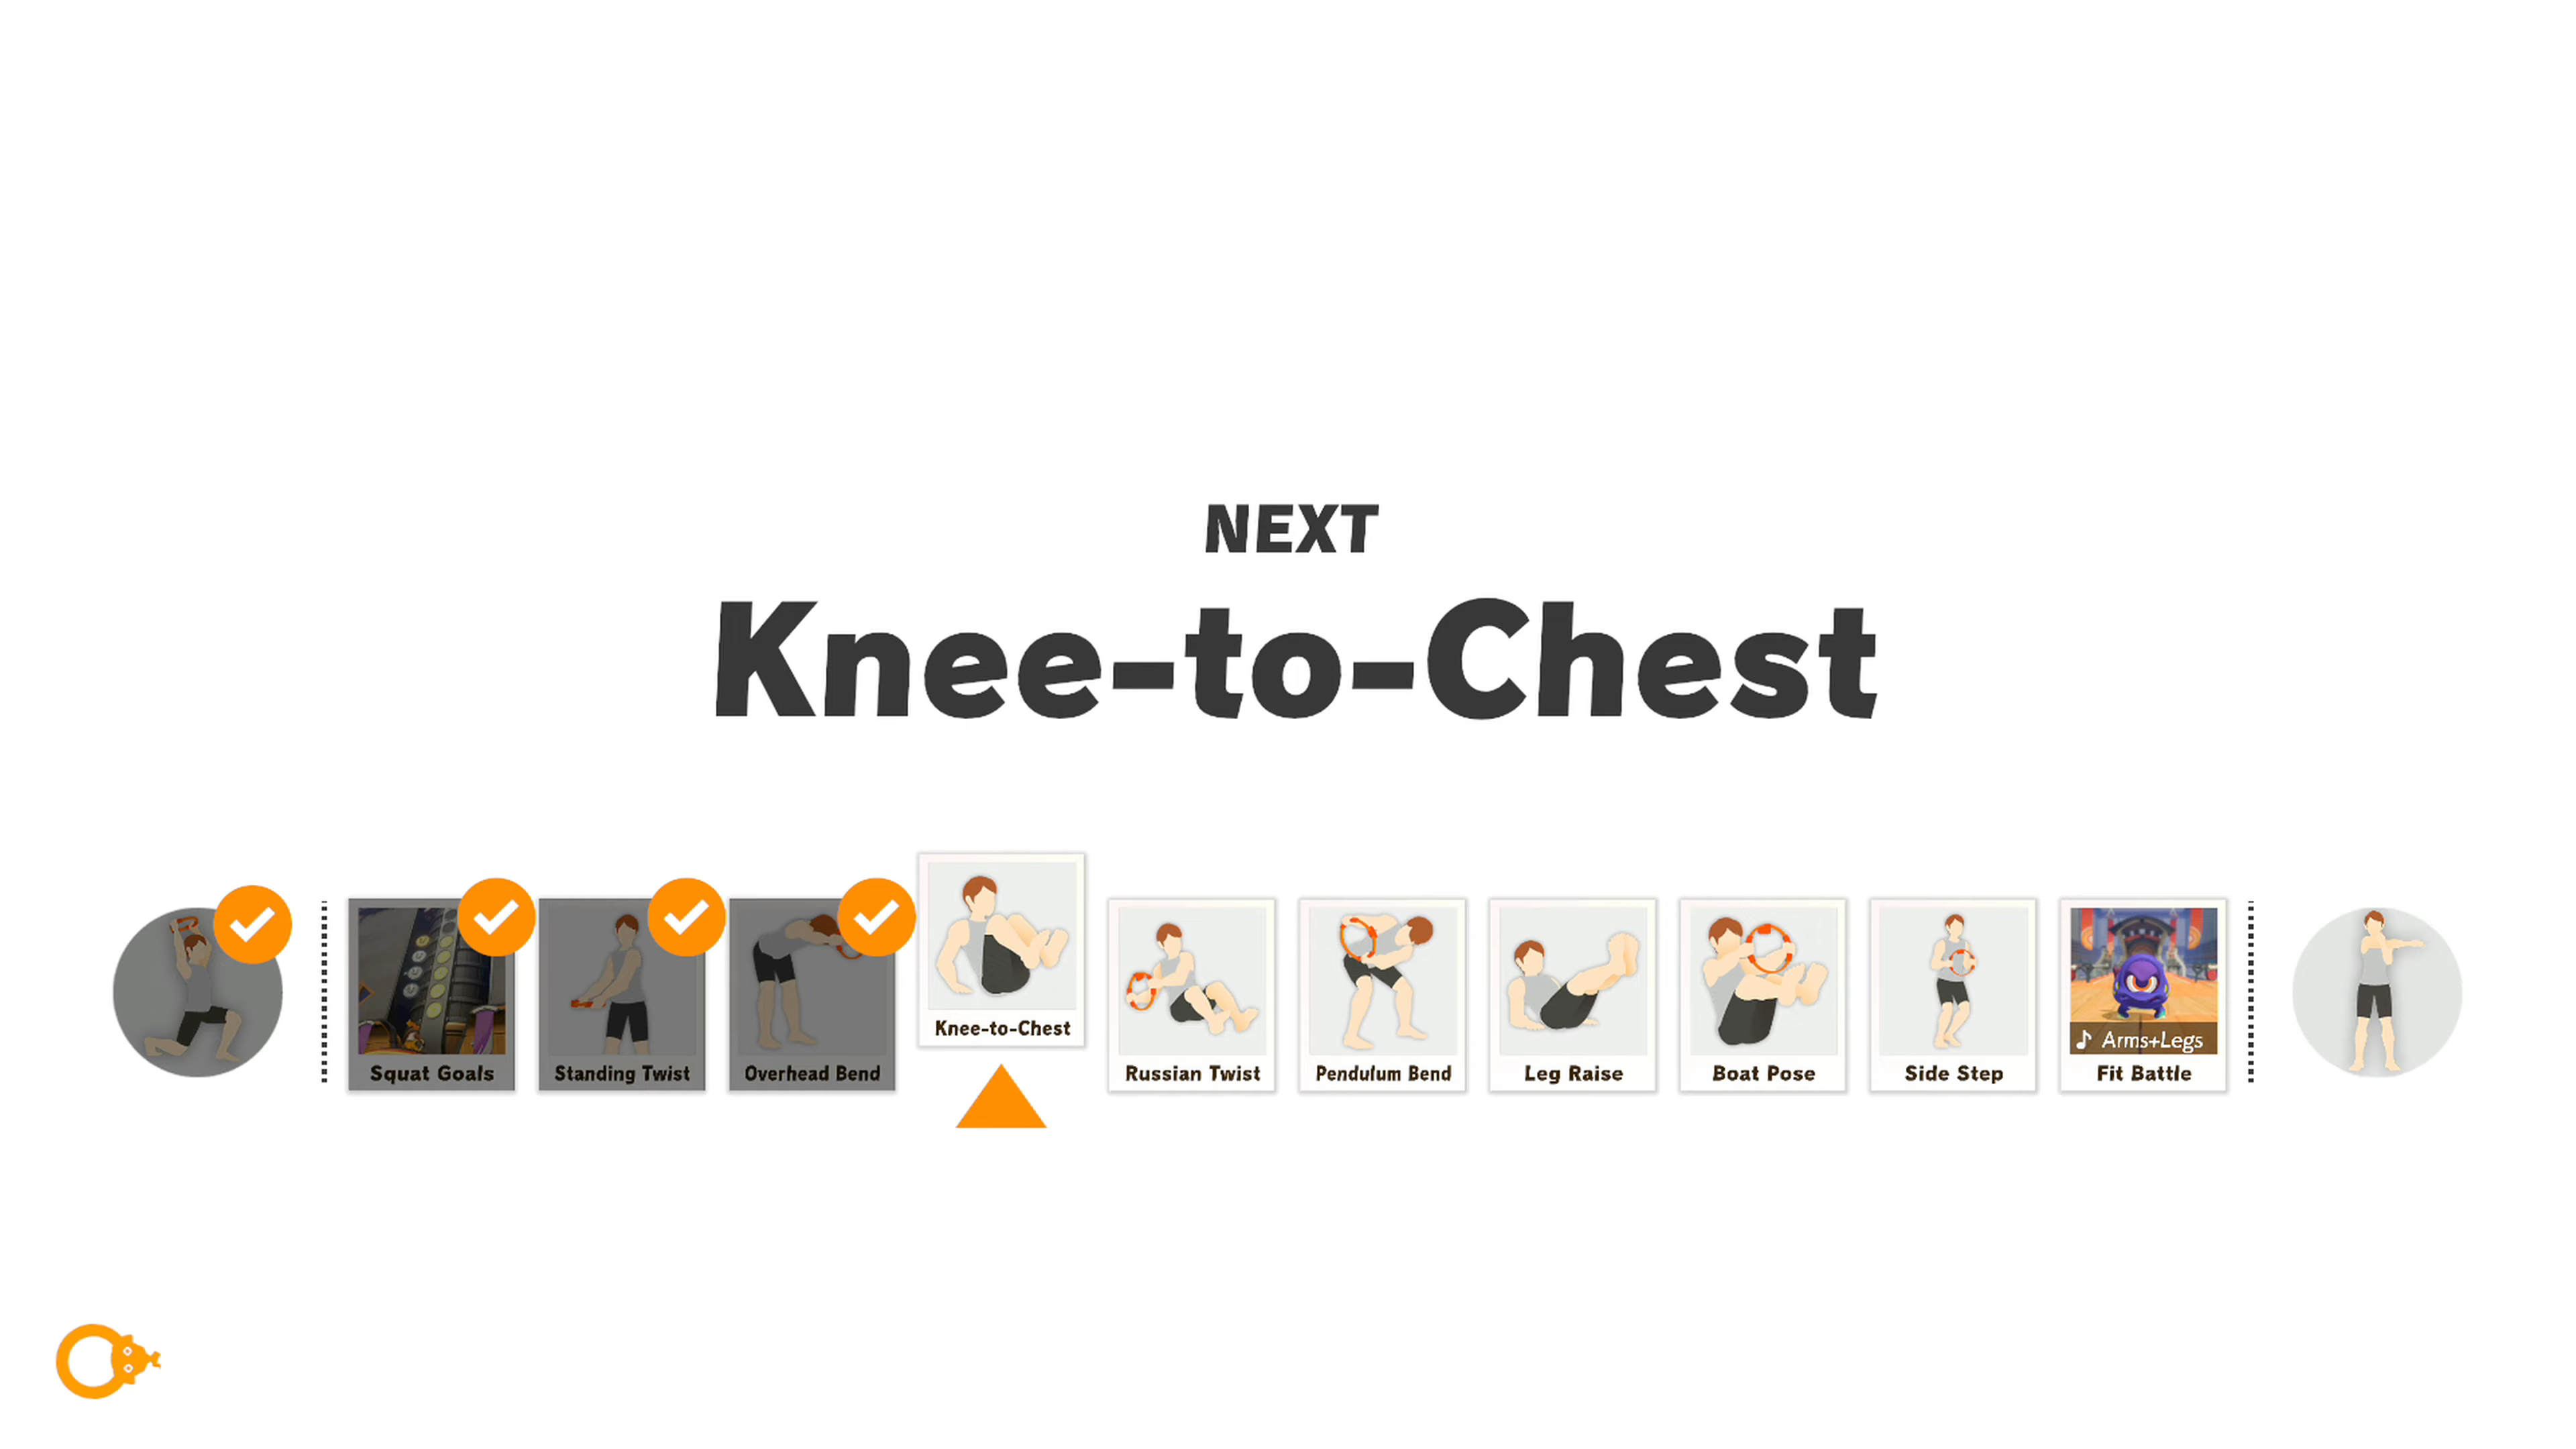 NEXT
Knee-to-Chest
Squat Goals
Standing Twist
Overhead Bend
Knee-to-Chest
Russian Twist
Pendulum Bend
Leg Raise
Boat Pose
Side Step
Arms+Legs
Fit Battle